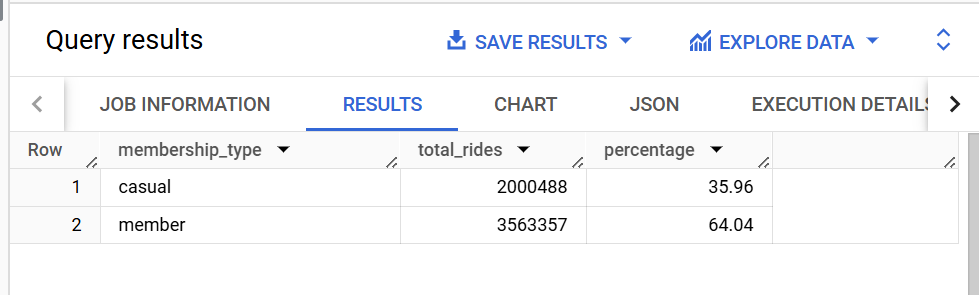 Query results SAVE RESULTS EXPLORE DATA
JOB INFORMATION RESULTS CHART JSON EXECUTION DETAILS
Row membership_type total_rides percentage
1 casual 2000488 35.96
2 member 3563357 64.04